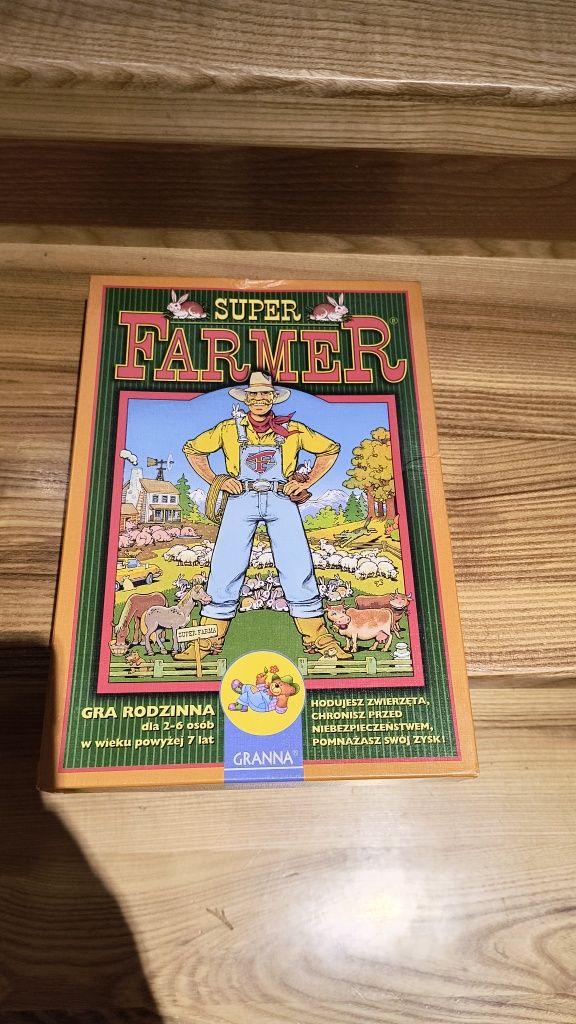 SUPER
FARMER®
F
SUPER FARMA
GRA RODZINNA
dla 2-6 osób
w wieku powyżej 7 lat
GRANNA®
HODUJESZ ZWIERZĘTA,
CHRONISZ PRZED
NIEBEZPIECZEŃSTWEM,
POMNAŻASZ SWÓJ ZYSK!